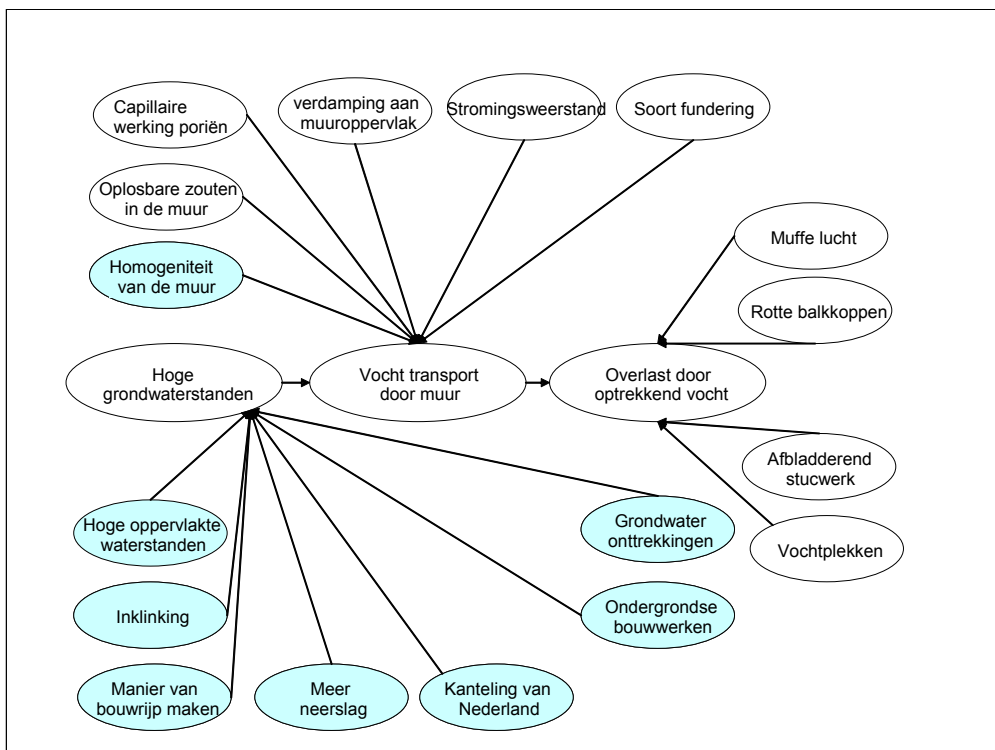 Capillaire
werking poriën
verdamping aan
muuroppervlak
Stromingsweerstand
Soort fundering
Oplosbare zouten
in de muur
Homogeniteit
van de muur
Muffe lucht
Rotte balkkoppen
Hoge
grondwaterstanden
Vocht transport
door muur
Overlast door
optrekkend vocht
Afbladderend
stucwerk
Vochtplekken
Hoge oppervlakte
waterstanden
Grondwater
onttrekkingen
Inklinking
Ondergrondse
bouwwerken
Manier van
bouwrijp maken
Meer
neerslag
Kanteling van
Nederland